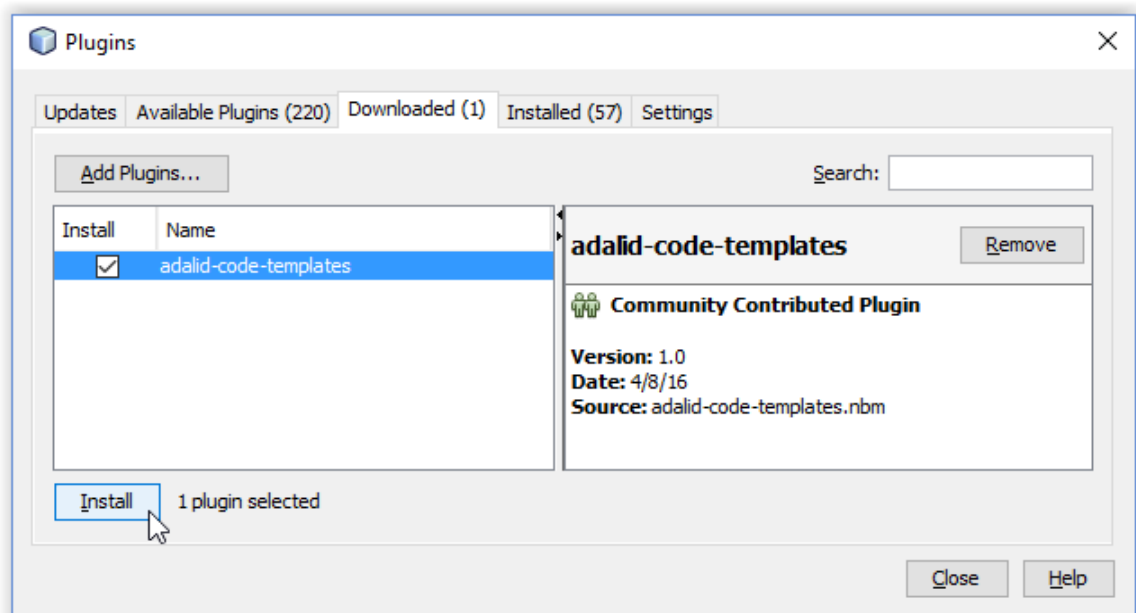 Plugins
Updates Available Plugins (220) Downloaded (1) Installed (57) Settings
Add Plugins... Search:
Install Name
adalid-code-templates
adalid-code-templates Remove
Community Contributed Plugin
Version: 1.0
Date: 4/8/16
Source: adalid-code-templates.nbm
Install 1 plugin selected
Close Help